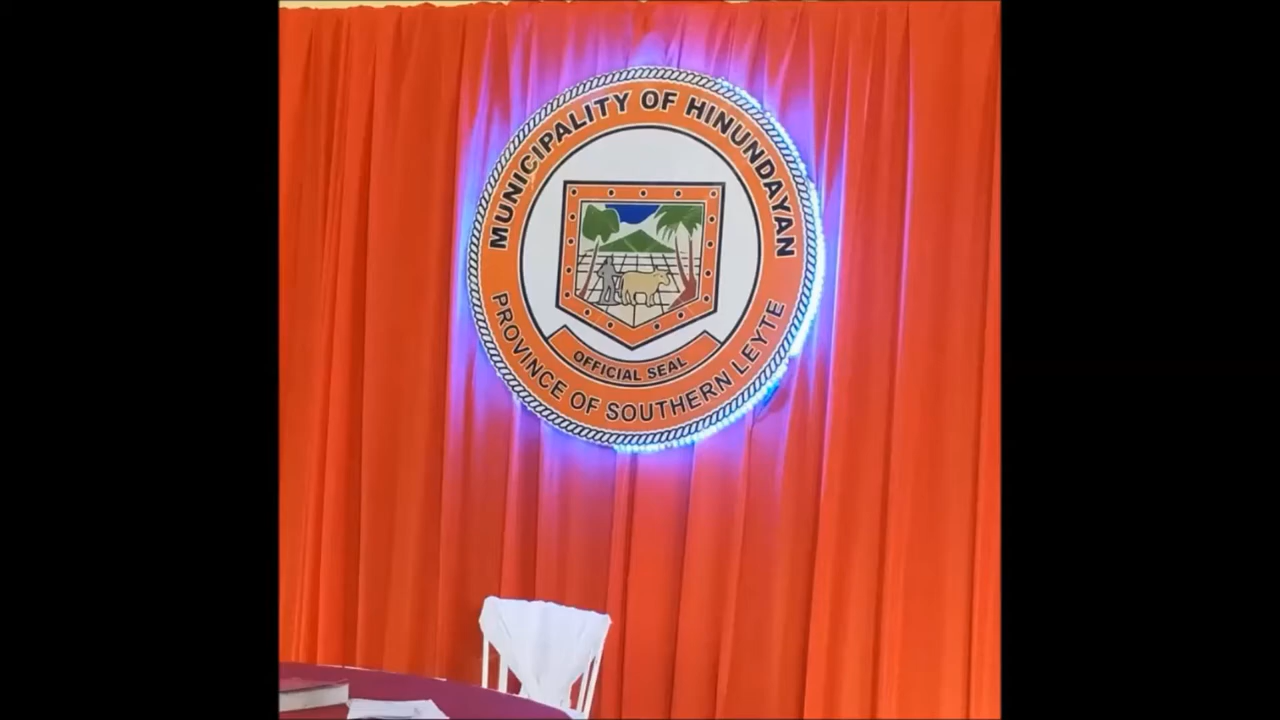 MUNICIPALITY OF HINUNDAYAN
OFFICIAL SEAL
PROVINCE OF SOUTHERN LEYTE